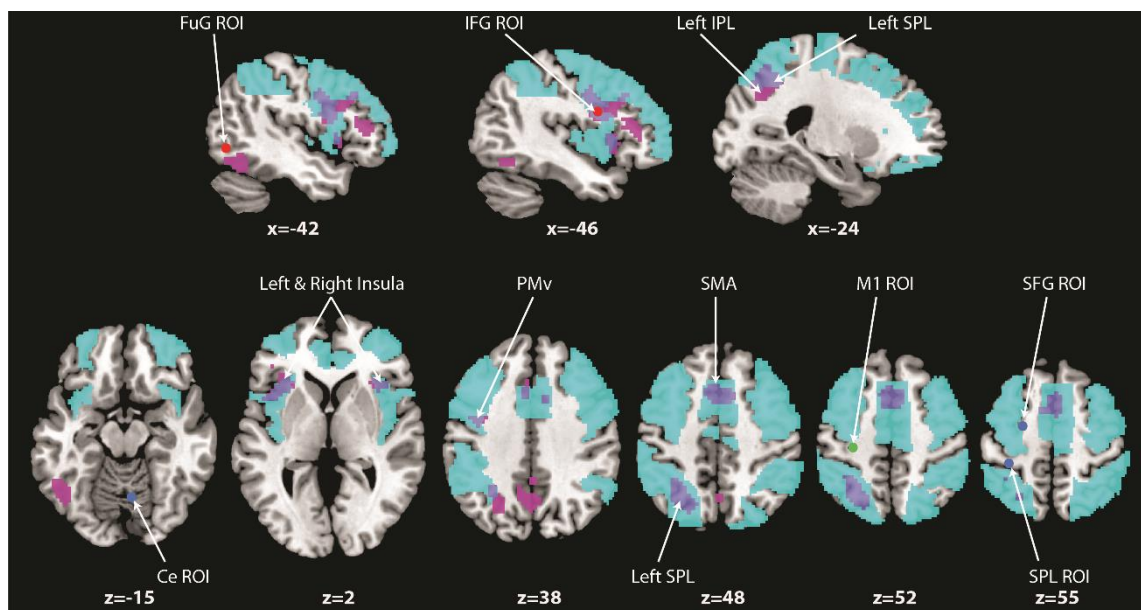 FuG ROI
IFG ROI
Left IPL
Left SPL
x=-42
x=-46
x=-24
Left & Right Insula
PMv
SMA
M1 ROI
SFG ROI
Ce ROI
Left SPL
SPL ROI
z=-15
z=2
z=38
z=48
z=52
z=55